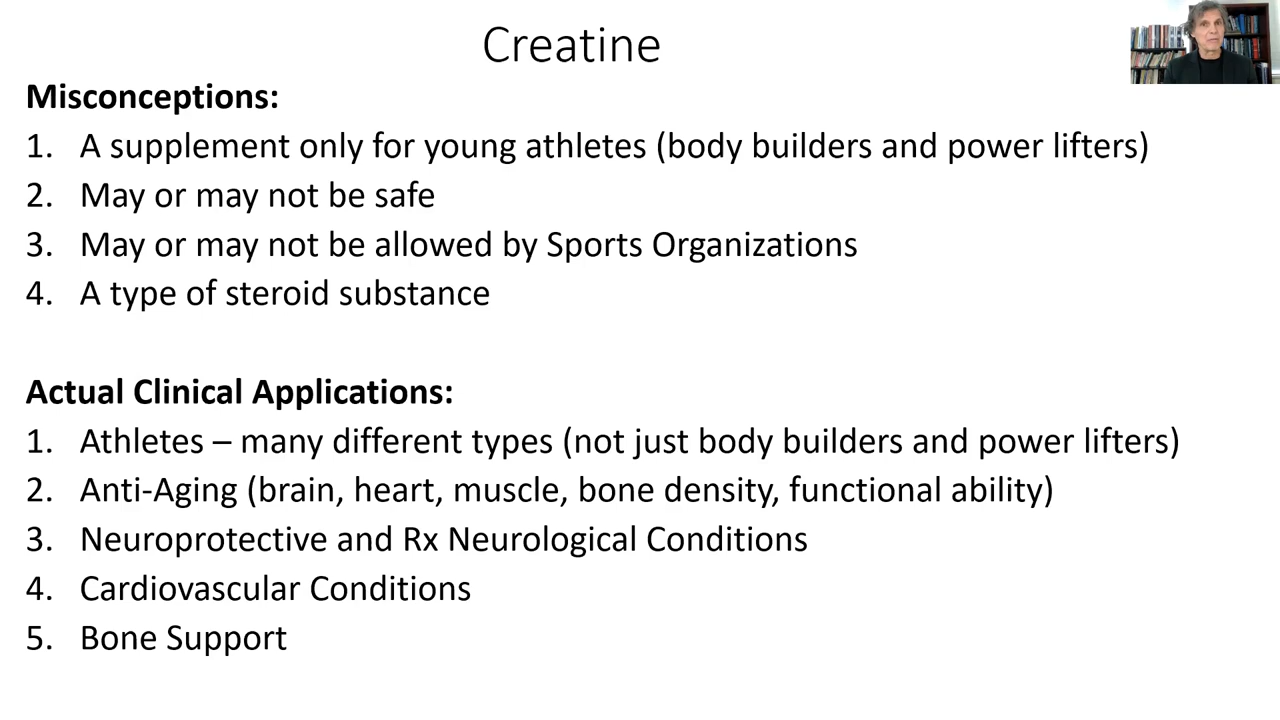 Creatine
Misconceptions:
1. A supplement only for young athletes (body builders and power lifters)
2. May or may not be safe
3. May or may not be allowed by Sports Organizations
4. A type of steroid substance
Actual Clinical Applications:
1. Athletes – many different types (not just body builders and power lifters)
2. Anti-Aging (brain, heart, muscle, bone density, functional ability)
3. Neuroprotective and Rx Neurological Conditions
4. Cardiovascular Conditions
5. Bone Support